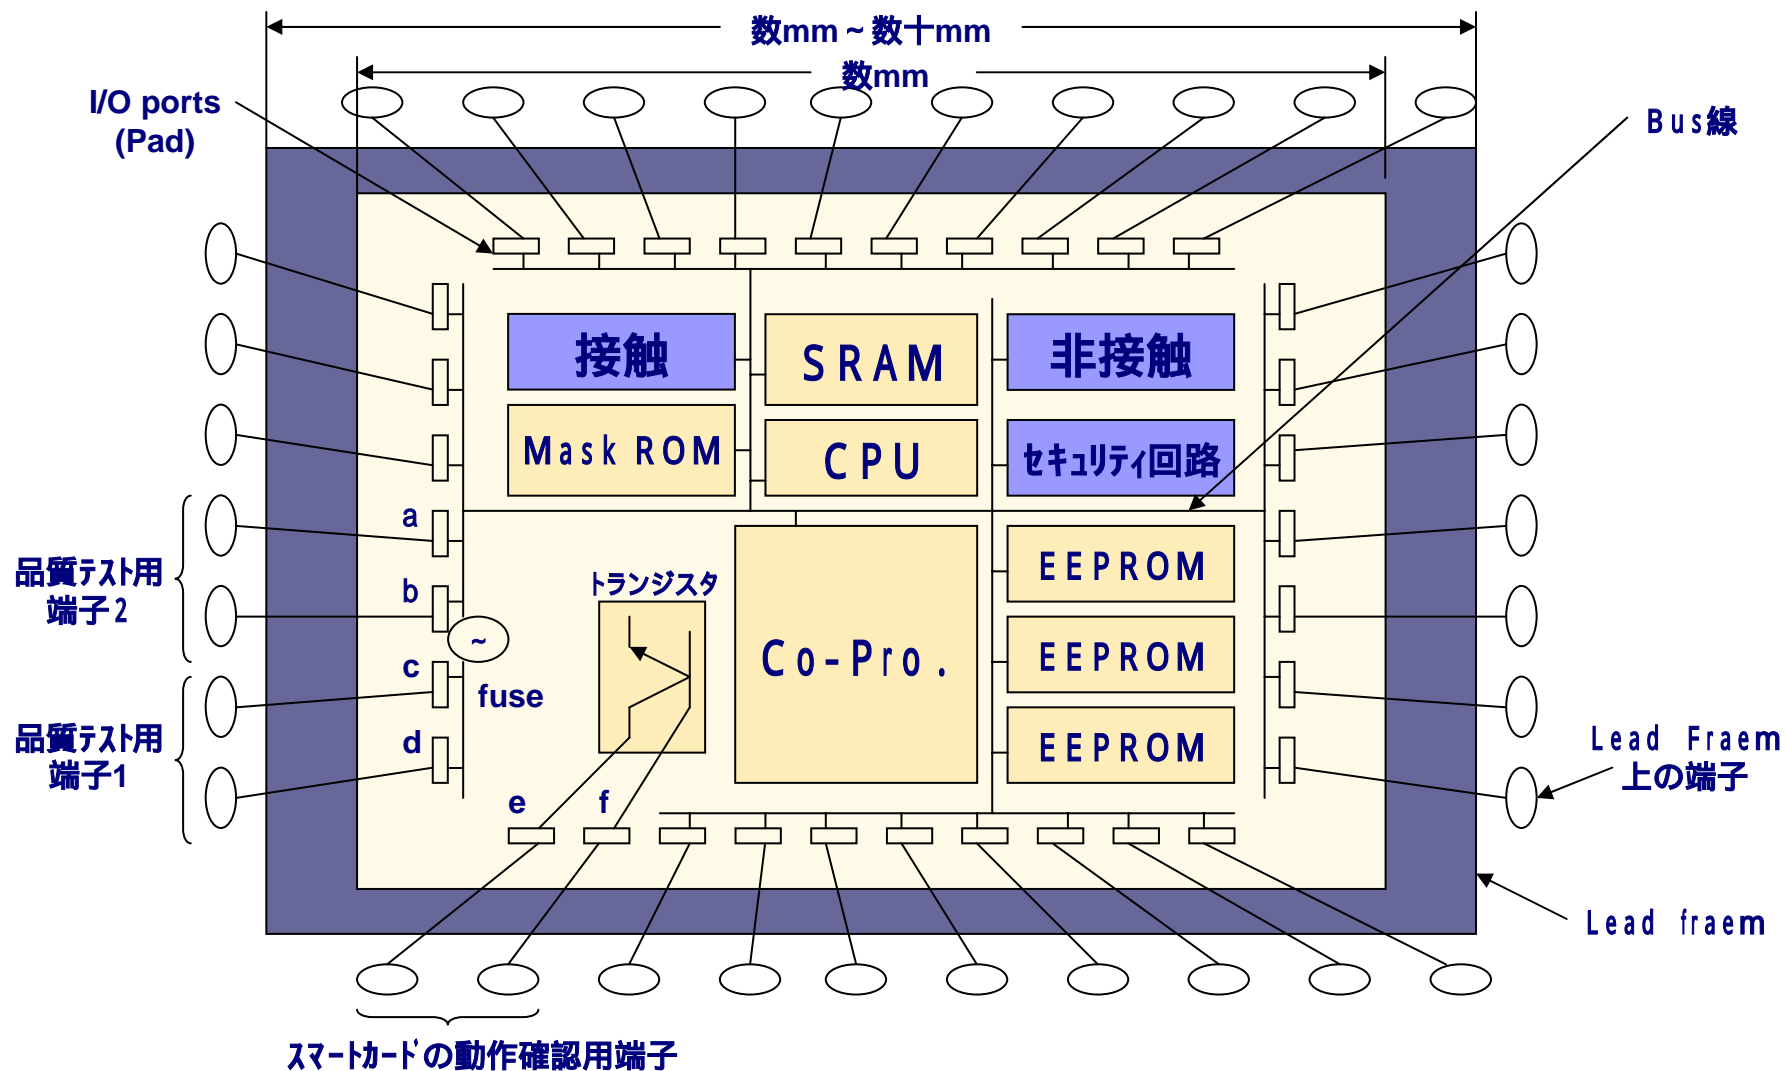 数mm ~ 数十mm
数mm
I/O ports
(Pad)
Bus線
接触
SRAM
非接触
Mask ROM
CPU
ｾｷｭﾘﾃｨ回路
a
品質ﾃｽﾄ用
端子2
b
ﾄﾗﾝｼﾞｽﾀ
EEPROM
~
c
fuse
Co-Pro.
EEPROM
品質ﾃｽﾄ用
端子1
d
EEPROM
Lead Fraem
上の端子
e
f
Lead fraem
ｽﾏｰﾄｶｰﾄﾞの動作確認用端子